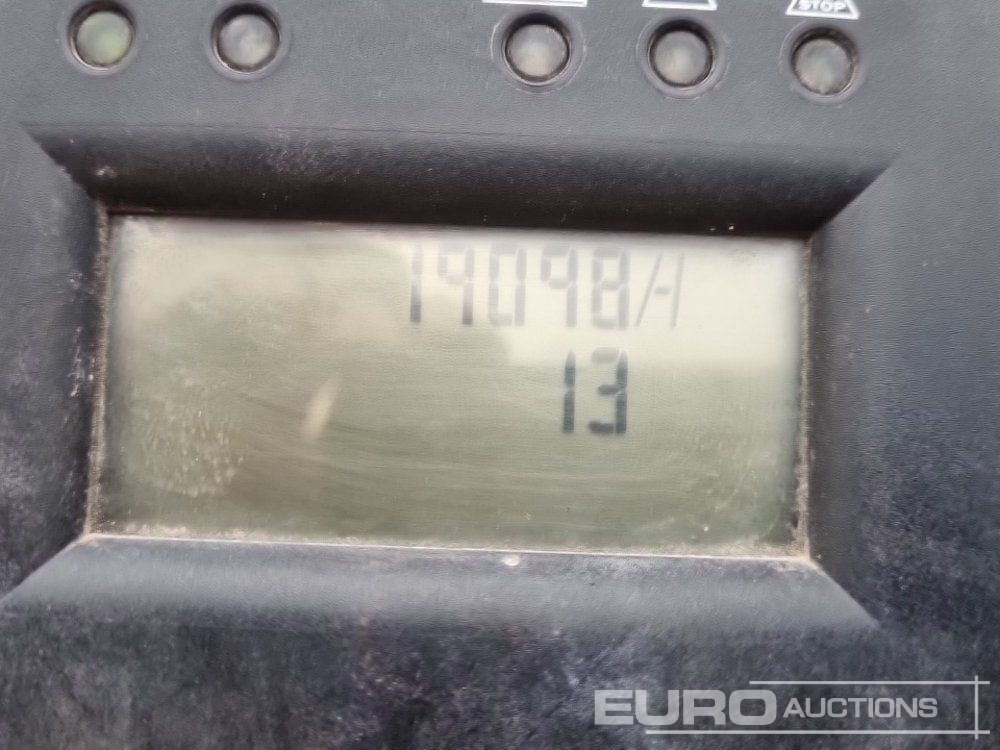 STOP
14098H
13
EURO AUCTIONS